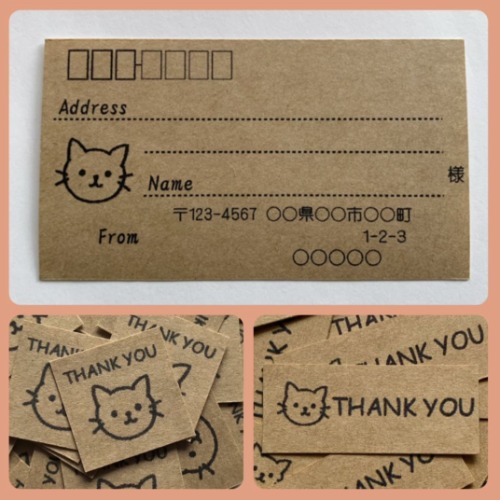 Address
様
Name
〒123-4567 ○○県○○市○○町
1-2-3
From
○○○○○
THANK YOU
THANK YOU
YOU
THANK YOU
THANK YOU